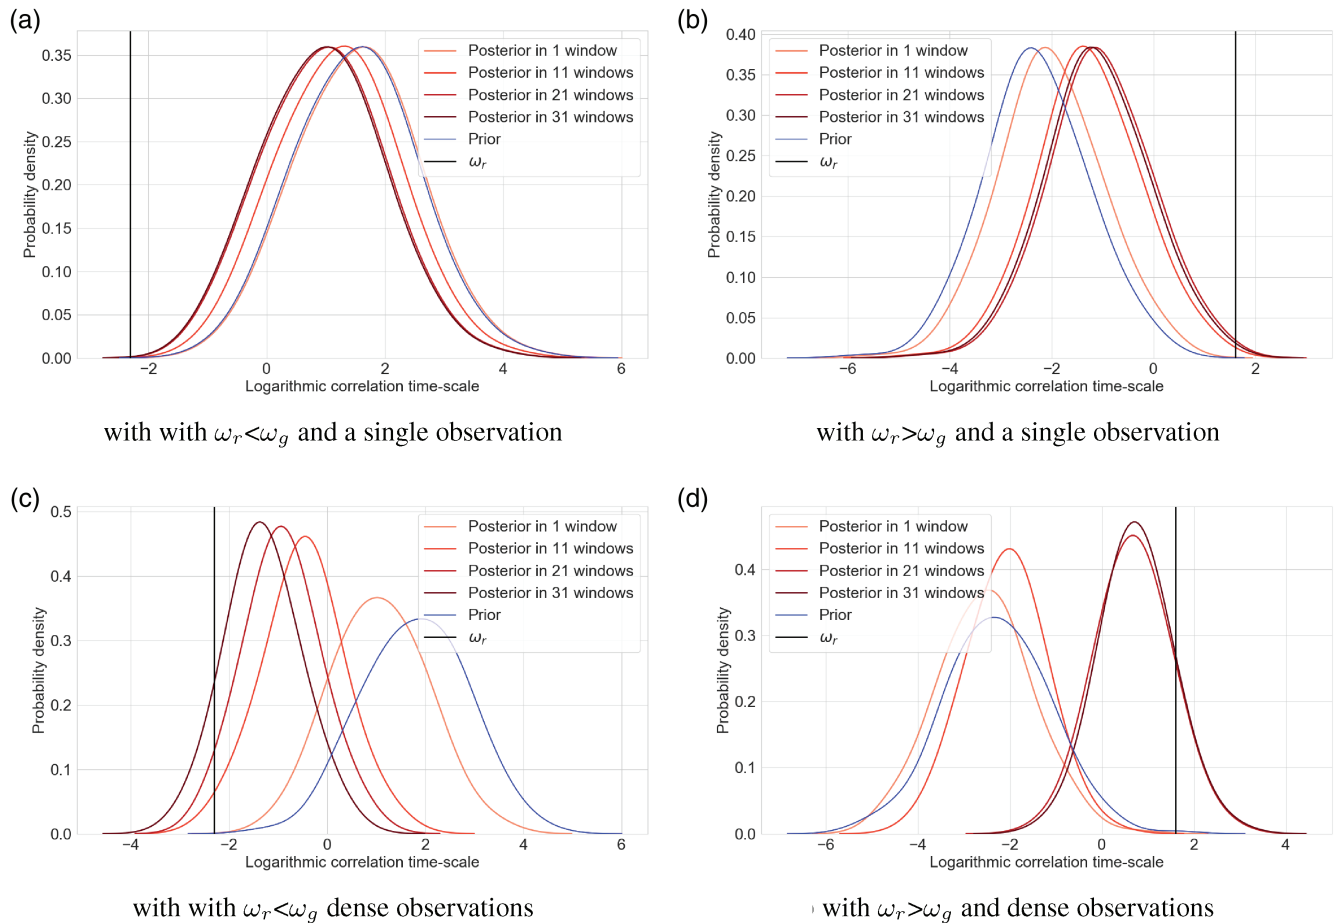 (a)
0.35
0.30
0.25
0.20
0.15
0.10
0.05
0.00
Probability density
Posterior in 1 window
Posterior in 11 windows
Posterior in 21 windows
Posterior in 31 windows
Prior
ωr
−2 0 2 4 6
Logarithmic correlation time-scale
with with ωr<ωg and a single observation
(b)
0.40
0.35
0.30
0.25
0.20
0.15
0.10
0.05
0.00
Probability density
Posterior in 1 window
Posterior in 11 windows
Posterior in 21 windows
Posterior in 31 windows
Prior
ωr
−6 −4 −2 0 2
Logarithmic correlation time-scale
with ωr>ωg and a single observation
(c)
0.5
0.4
0.3
0.2
0.1
0.0
Probability density
Posterior in 1 window
Posterior in 11 windows
Posterior in 21 windows
Posterior in 31 windows
Prior
ωr
−4 −2 0 2 4 6
Logarithmic correlation time-scale
with with ωr<ωg dense observations
(d)
0.4
0.3
0.2
0.1
0.0
Probability density
Posterior in 1 window
Posterior in 11 windows
Posterior in 21 windows
Posterior in 31 windows
Prior
ωr
−6 −4 −2 0 2 4
Logarithmic correlation time-scale
with ωr>ωg and dense observations